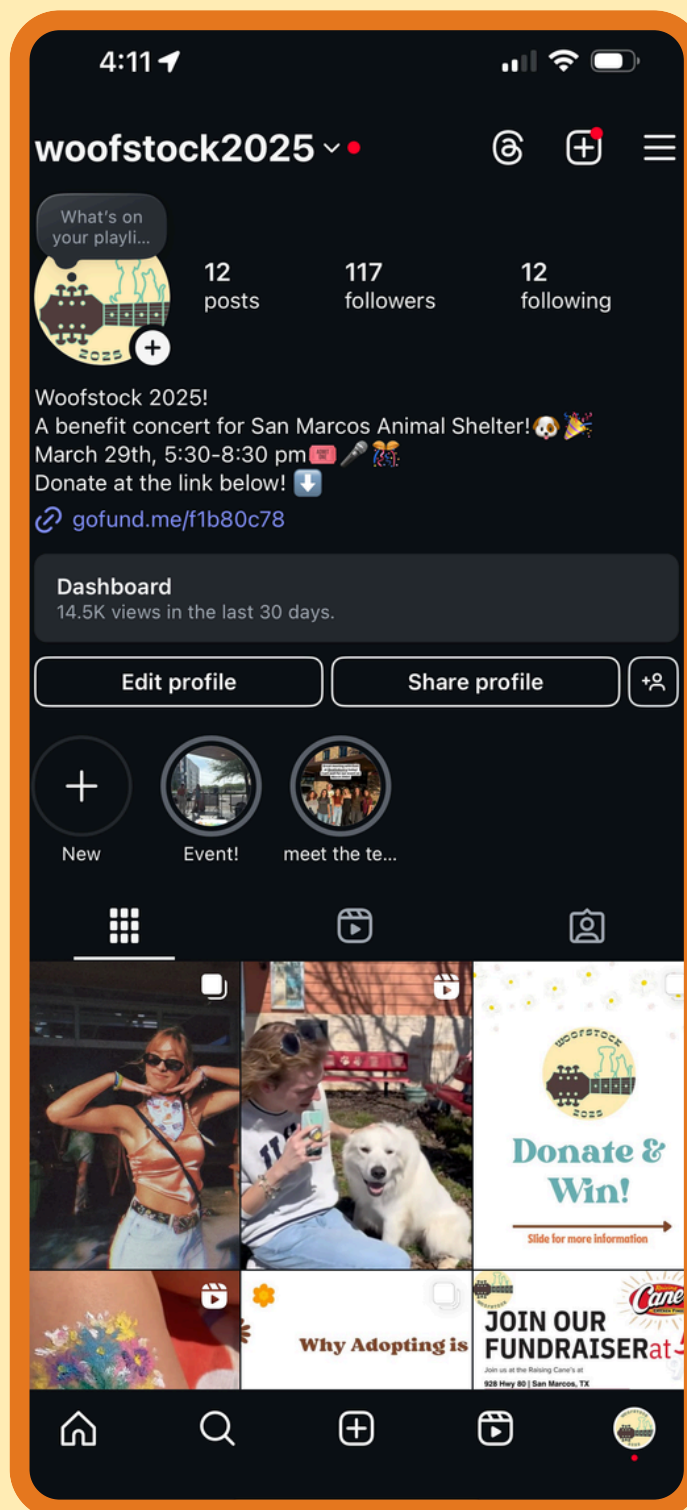 4:11
woofstock2025
What's on
your playli...
12
posts
117
followers
12
following
2025
Woofstock 2025!
A benefit concert for San Marcos Animal Shelter!🐶🎉
March 29th, 5:30-8:30 pm🎟️🎤🎊
Donate at the link below! ⬇️
gofund.me/f1b80c78
Dashboard
14.5K views in the last 30 days.
Edit profile
Share profile
New
Event!
meet the te...
WOOFSTOCK
2025
Donate &
Win!
Slide for more information
Why Adopting is
Cane
JOIN OUR
FUNDRAISER at
Join us at the Raising Cane's at
928 Hwy 80 | San Marcos, TX